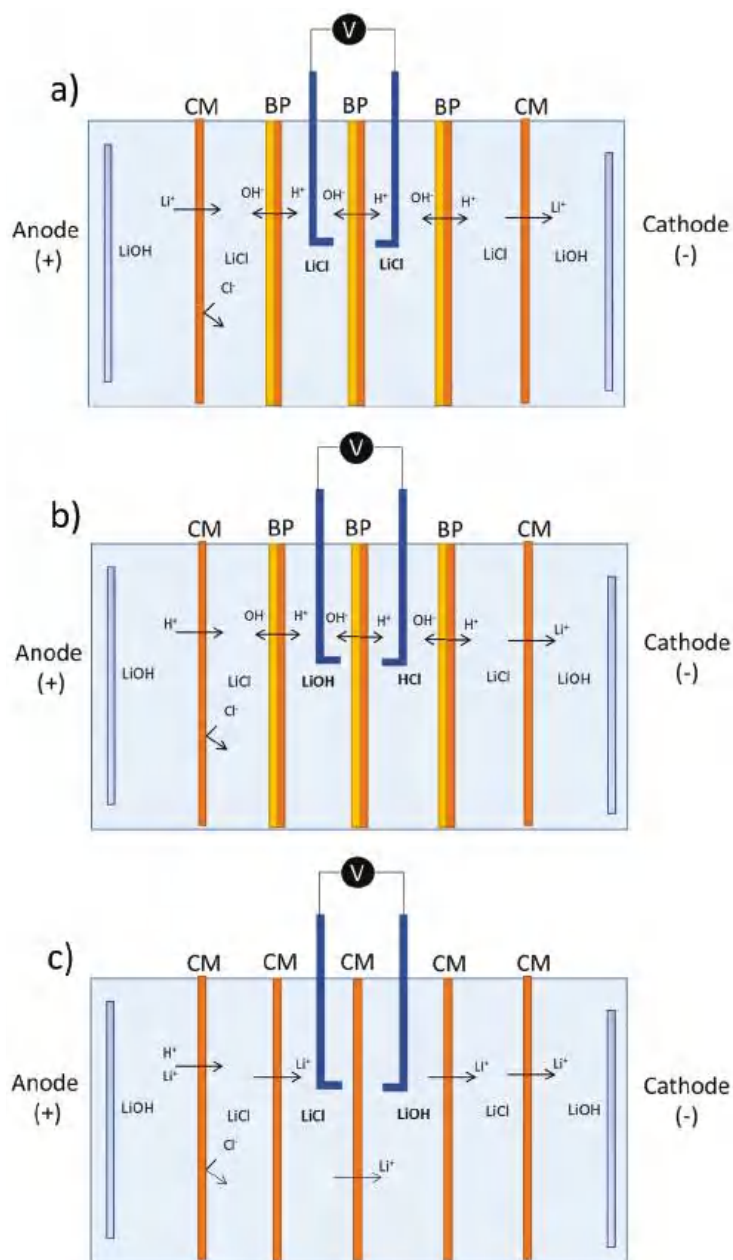 V
a)
CM BP BP BP CM
Li⁺ OH⁻ H⁺ OH⁻ H⁺ OH⁻ H⁺ Li⁺
Anode
(+)
Cathode
(-)
LiOH LiCl LiCl LiCl LiCl LiOH
Cl⁻
V
b)
CM BP BP BP CM
H⁺ OH⁻ H⁺ OH⁻ H⁺ OH⁻ H⁺ Li⁺
Anode
(+)
Cathode
(-)
LiOH LiCl LiOH HCl LiCl LiOH
Cl⁻
V
c)
CM CM CM CM CM
H⁺
Li⁺ Li⁺ Li⁺ Li⁺
Anode
(+)
Cathode
(-)
LiOH LiCl LiCl LiOH LiCl LiOH
Cl⁻
Li⁺